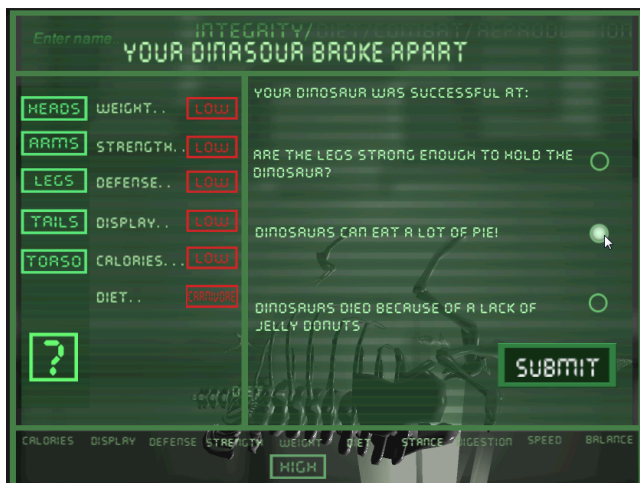 Enter name..
INTEGRITY/DIET/COMBAT/REPRODUCTION
YOUR DINASOUR BROKE APART
HEADS
WEIGHT.. LOW
ARMS
STRENGTH.. LOW
LEGS
DEFENSE.. LOW
TAILS
DISPLAY.. LOW
TORSO
CALORIES... LOW
DIET.. CARNIVORE
?
YOUR DINOSAUR WAS SUCCESSFUL AT:
ARE THE LEGS STRONG ENOUGH TO HOLD THE
DINOSAUR?
DINOSAURS CAN EAT A LOT OF PIE!
DINOSAURS DIED BECAUSE OF A LACK OF
JELLY DONUTS
SUBMIT
CALORIES DISPLAY DEFENSE STRENGTH WEIGHT DIET STANCE DIGESTION SPEED BALANCE
HIGH